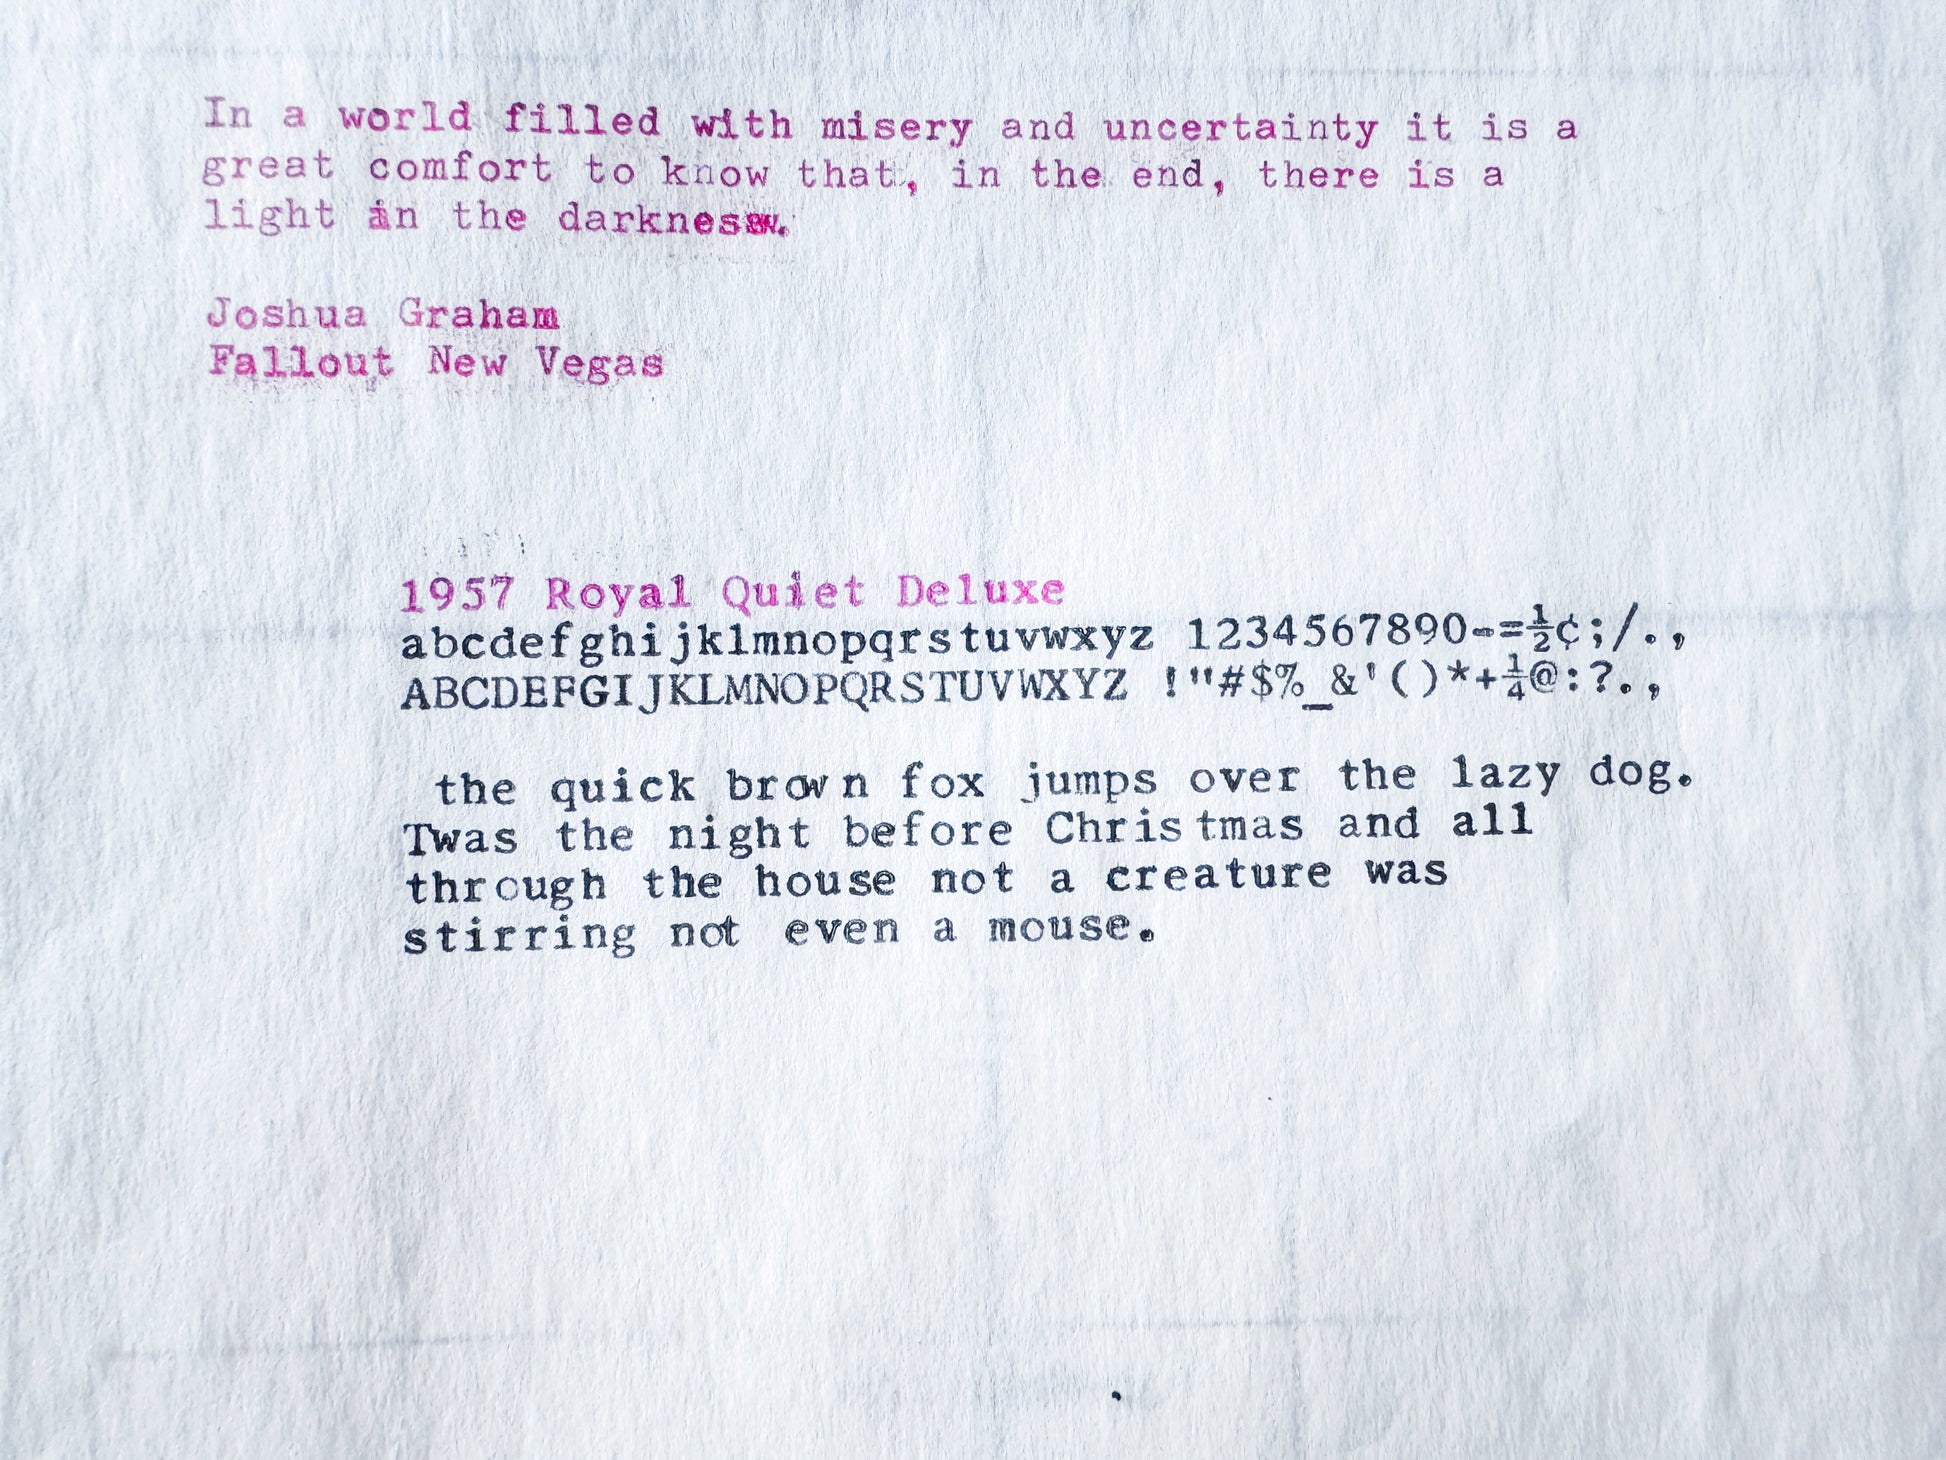 In a world filled with misery and uncertainty it is a
great comfort to know that, in the end, there is a
light in the darkness.
Joshua Graham
Fallout New Vegas
1957 Royal Quiet Deluxe
abcdefghijklmnopqrstuvwxyz 1234567890-=½¢;/.,
ABCDEFGIJKLMNOPQRSTUVWXYZ !"#$%_&'()*+¼@:?.,
the quick brown fox jumps over the lazy dog.
Twas the night before Christmas and all
through the house not a creature was
stirring not even a mouse.